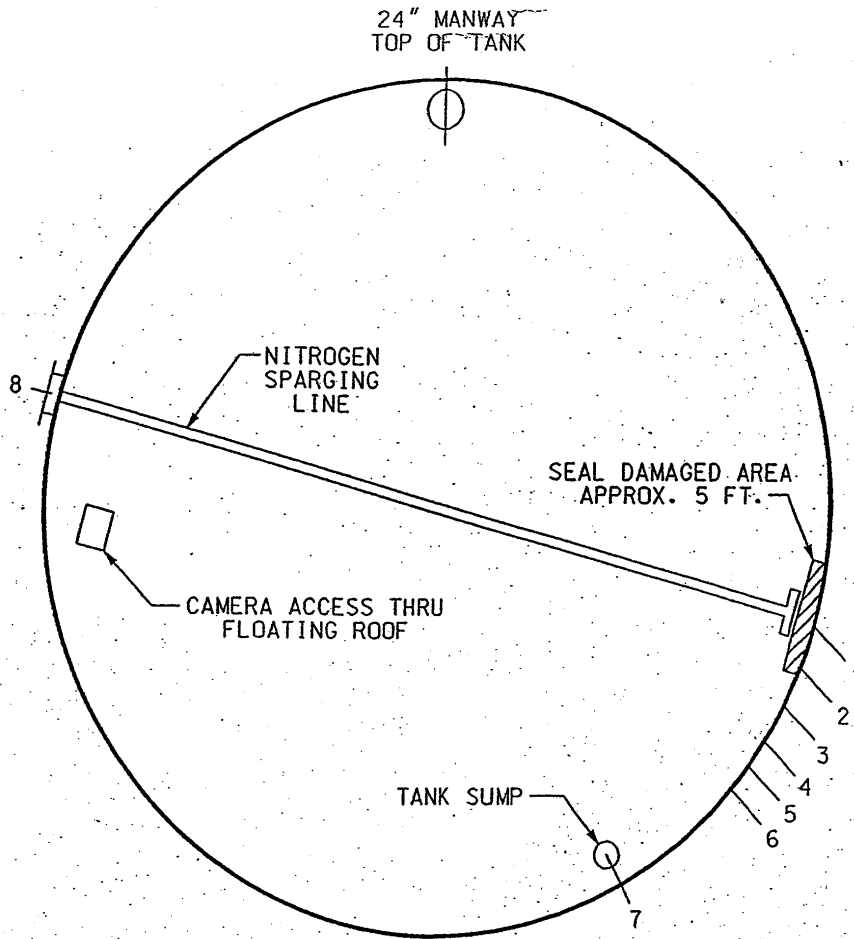 24" MANWAY
TOP OF TANK
8
NITROGEN
SPARGING
LINE
SEAL DAMAGED AREA
APPROX. 5 FT.
CAMERA ACCESS THRU
FLOATING ROOF
2
3
4
5
6
TANK SUMP
7